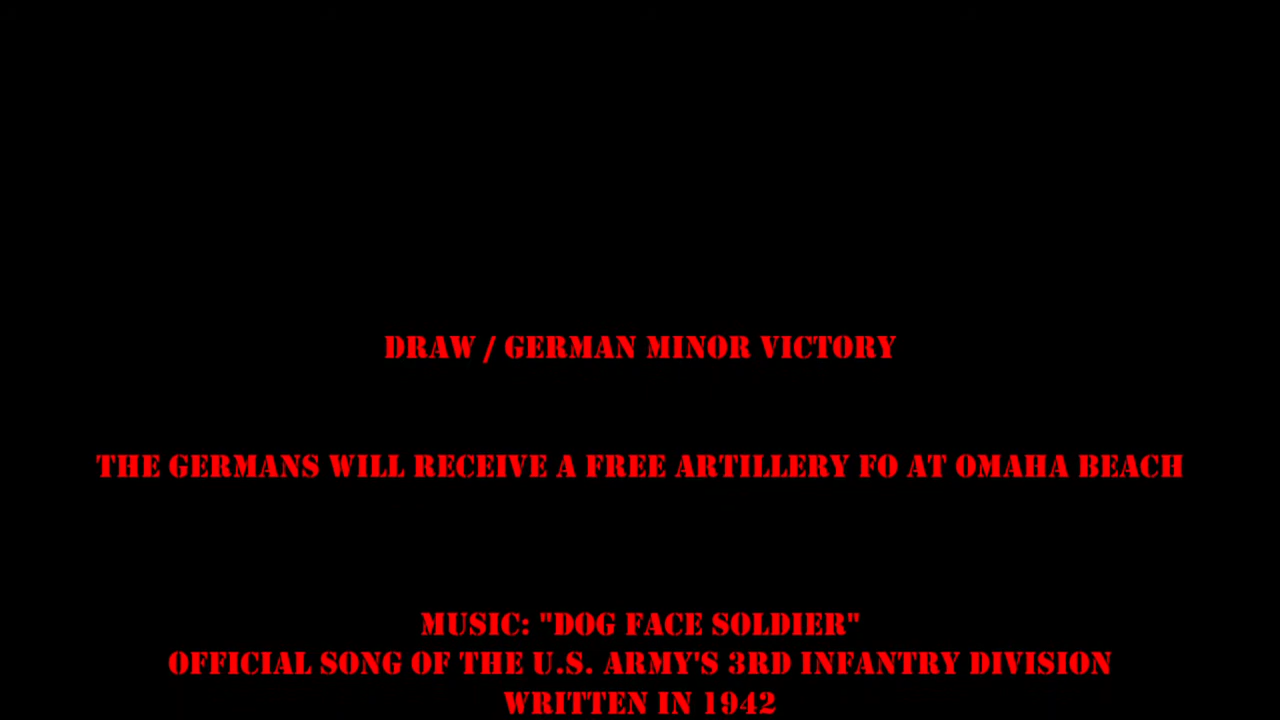 DRAW / GERMAN MINOR VICTORY
THE GERMANS WILL RECEIVE A FREE ARTILLERY FO AT OMAHA BEACH
MUSIC: "DOG FACE SOLDIER"
OFFICIAL SONG OF THE U.S. ARMY'S 3RD INFANTRY DIVISION
WRITTEN IN 1942